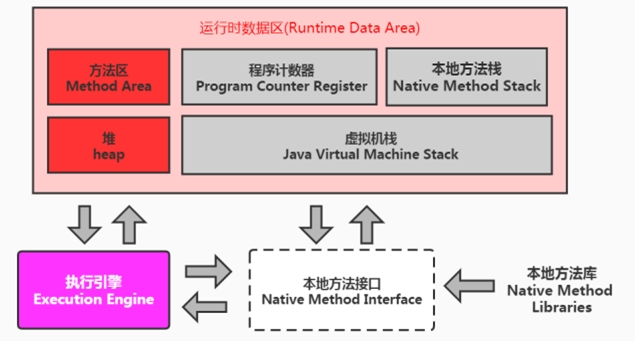 运行时数据区(Runtime Data Area)
方法区
Method Area
程序计数器
Program Counter Register
本地方法栈
Native Method Stack
堆
heap
虚拟机栈
Java Virtual Machine Stack
执行引擎
Execution Engine
本地方法接口
Native Method Interface
本地方法库
Native Method
Libraries